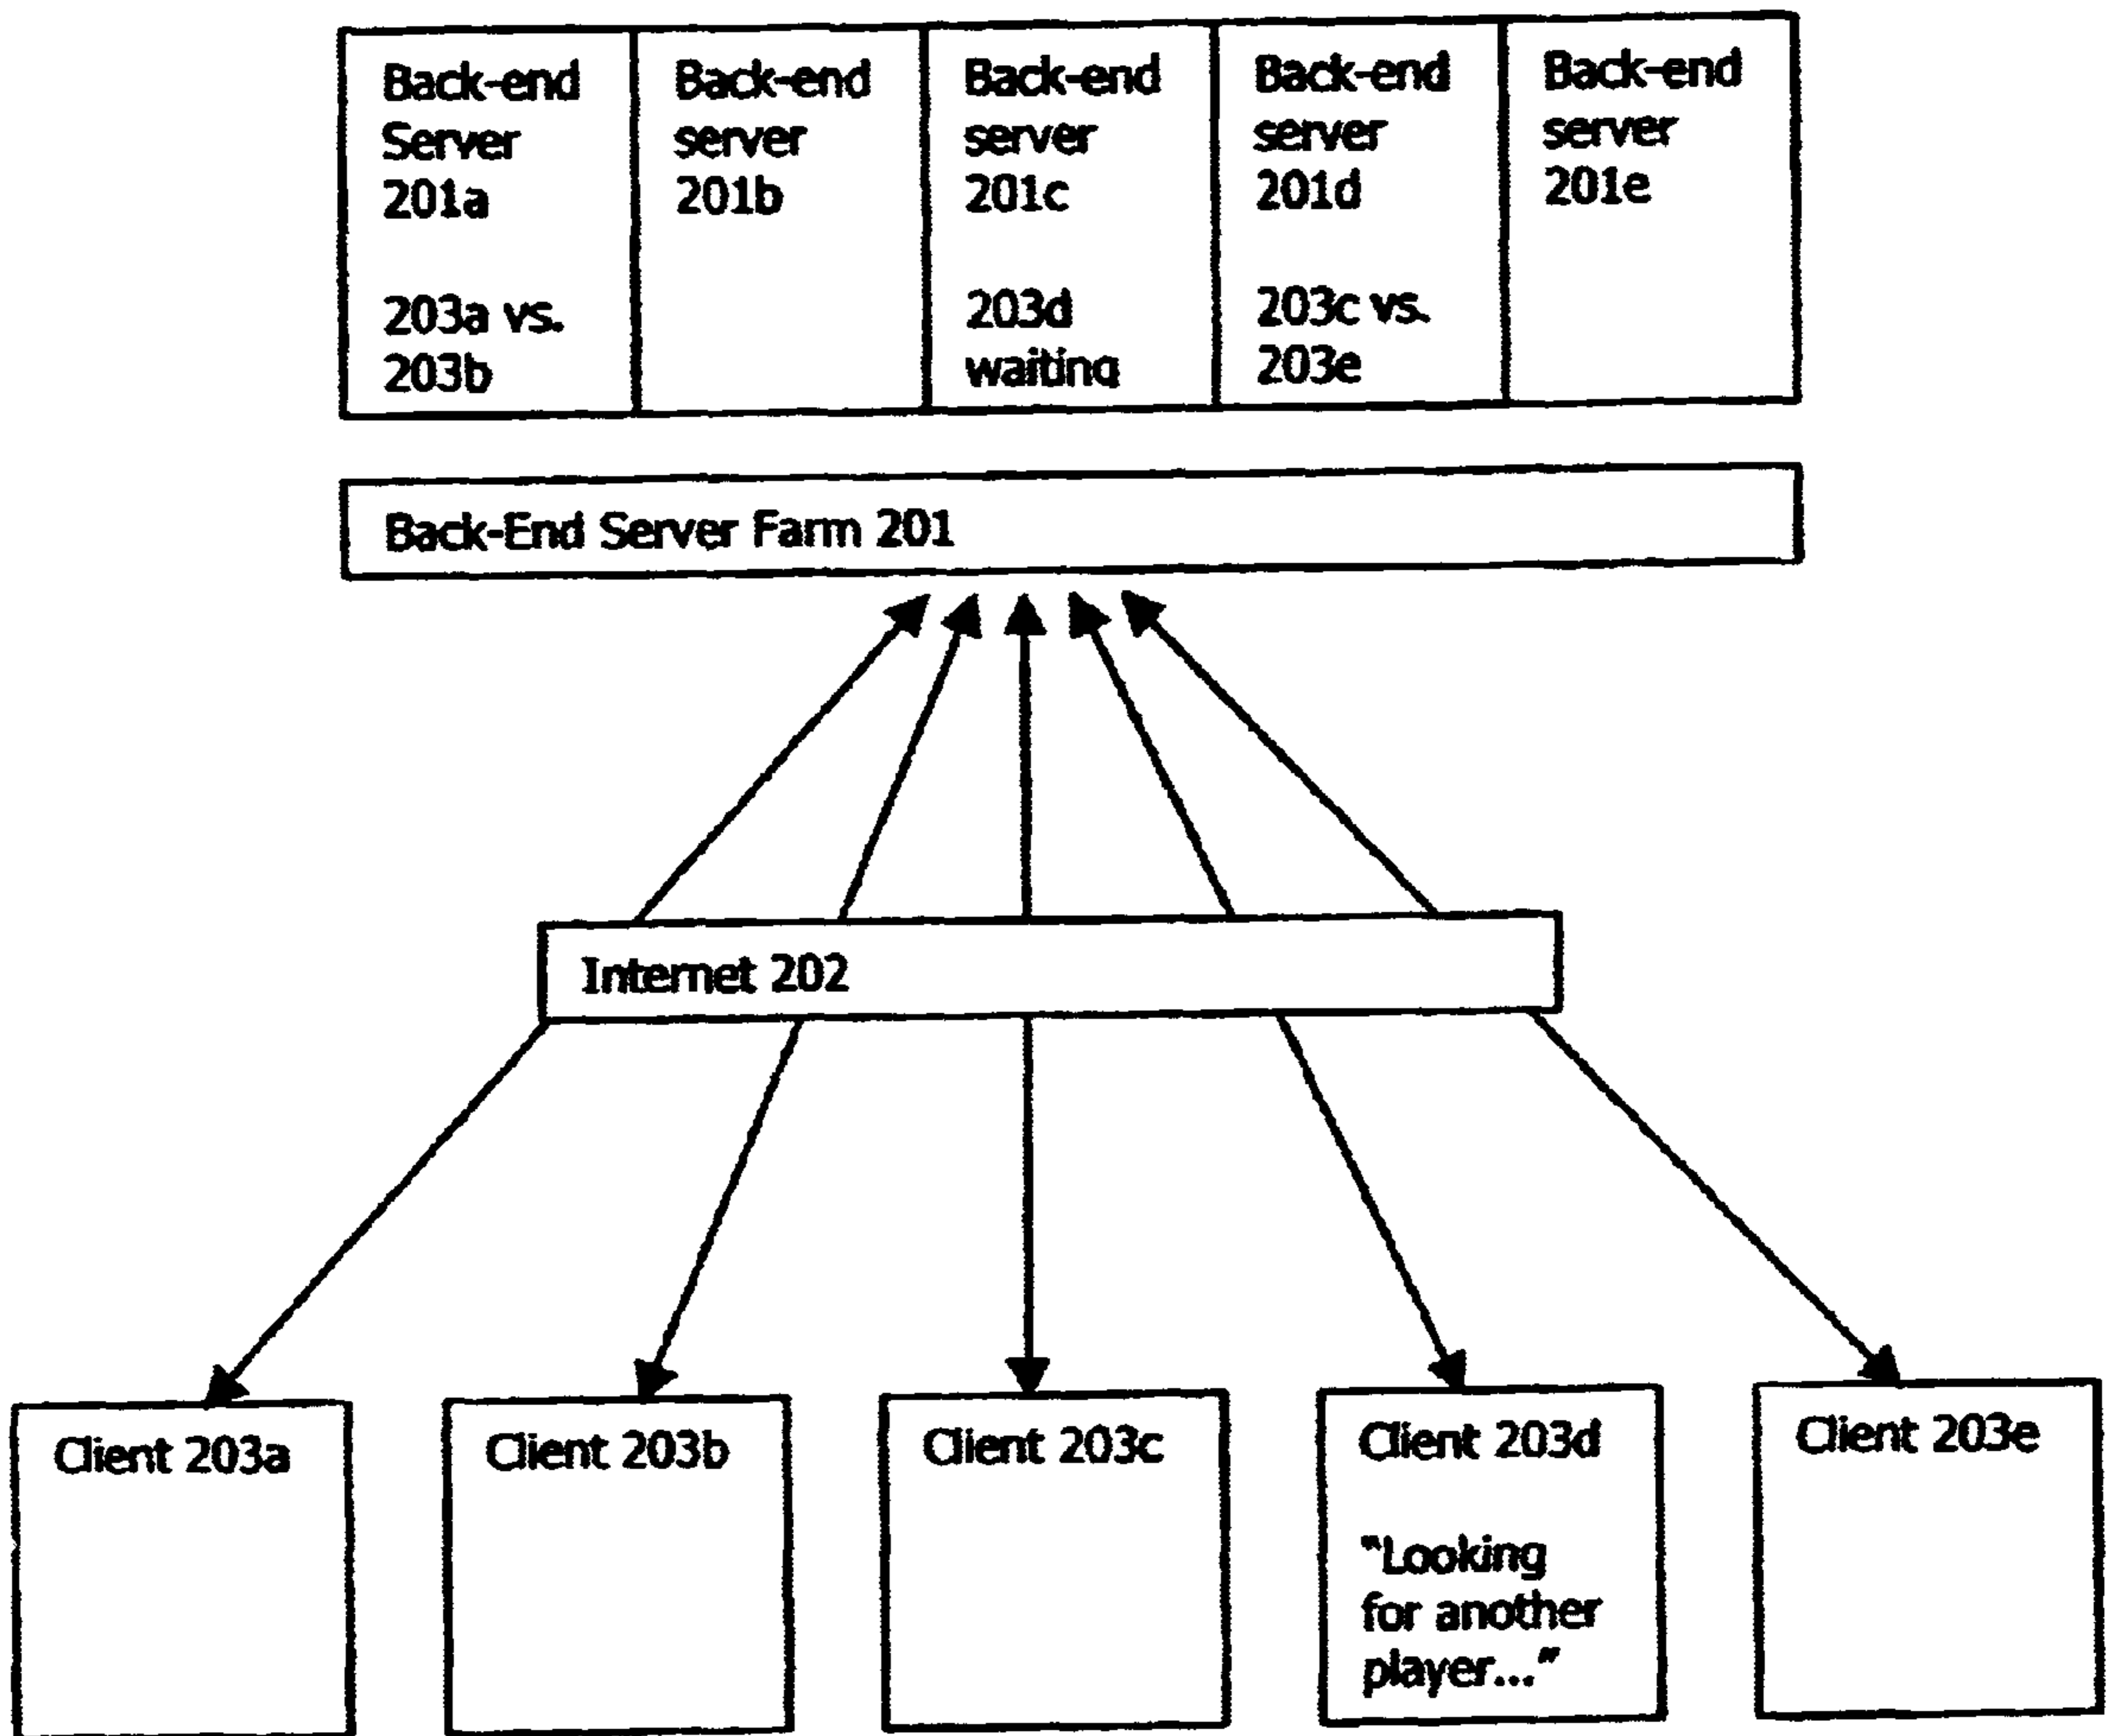 Back-end
Server
201a
203a vs.
203b
Back-end
server
201b
Back-end
server
201c
203d
waiting
Back-end
server
201d
203c vs.
203e
Back-end
server
201e
Back-End Server Farm 201
Internet 202
Client 203a
Client 203b
Client 203c
Client 203d
"Looking
for another
player..."
Client 203e